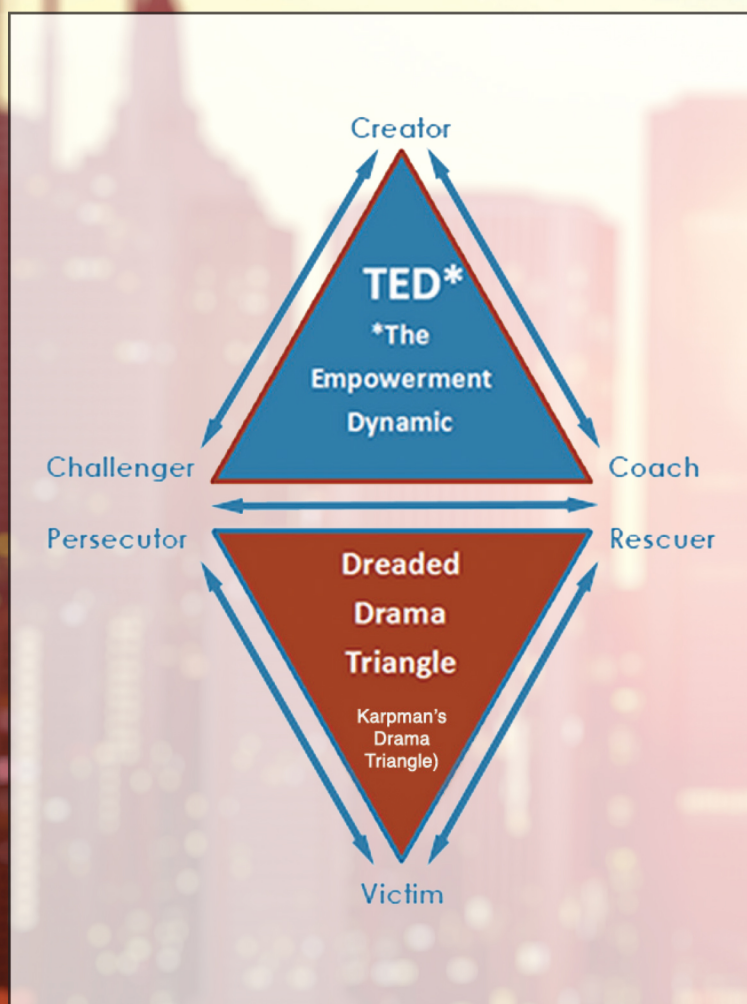 Creator
TED*
*The
Empowerment
Dynamic
Challenger
Coach
Persecutor
Rescuer
Dreaded
Drama
Triangle
Karpman's
Drama
Triangle)
Victim